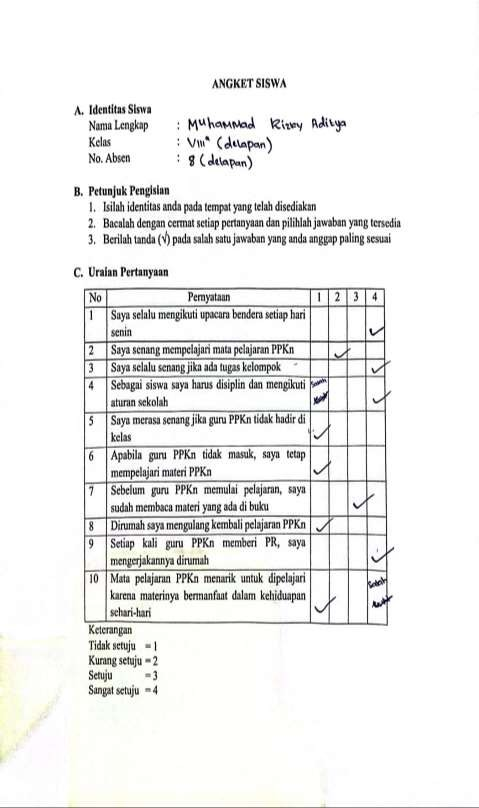 ANGKET SISWA
A. Identitas Siswa
Nama Lengkap : Muhammad Rizky Aditya
Kelas : VIIIᴬ (delapan)
No. Absen : 8 (delapan)
B. Petunjuk Pengisian
1. Isilah identitas anda pada tempat yang telah disediakan
2. Bacalah dengan cermat setiap pertanyaan dan pilihlah jawaban yang tersedia
3. Berilah tanda (√) pada salah satu jawaban yang anda anggap paling sesuai
C. Uraian Pertanyaan
No Pernyataan 1 2 3 4
1 Saya selalu mengikuti upacara bendera setiap hari
senin ✓
2 Saya senang mempelajari mata pelajaran PPKn ✓
3 Saya selalu senang jika ada tugas kelompok ✓
4 Sebagai siswa saya harus disiplin dan mengikuti
aturan sekolah ✓
5 Saya merasa senang jika guru PPKn tidak hadir di
kelas ✓
6 Apabila guru PPKn tidak masuk, saya tetap
mempelajari materi PPKn ✓
7 Sebelum guru PPKn memulai pelajaran, saya
sudah membaca materi yang ada di buku ✓
8 Dirumah saya mengulang kembali pelajaran PPKn ✓
9 Setiap kali guru PPKn memberi PR, saya
mengerjakannya dirumah ✓
10 Mata pelajaran PPKn menarik untuk dipelajari
karena materinya bermanfaat dalam kehiduapan
sehari-hari ✓
Keterangan
Tidak setuju = 1
Kurang setuju = 2
Setuju = 3
Sangat setuju = 4